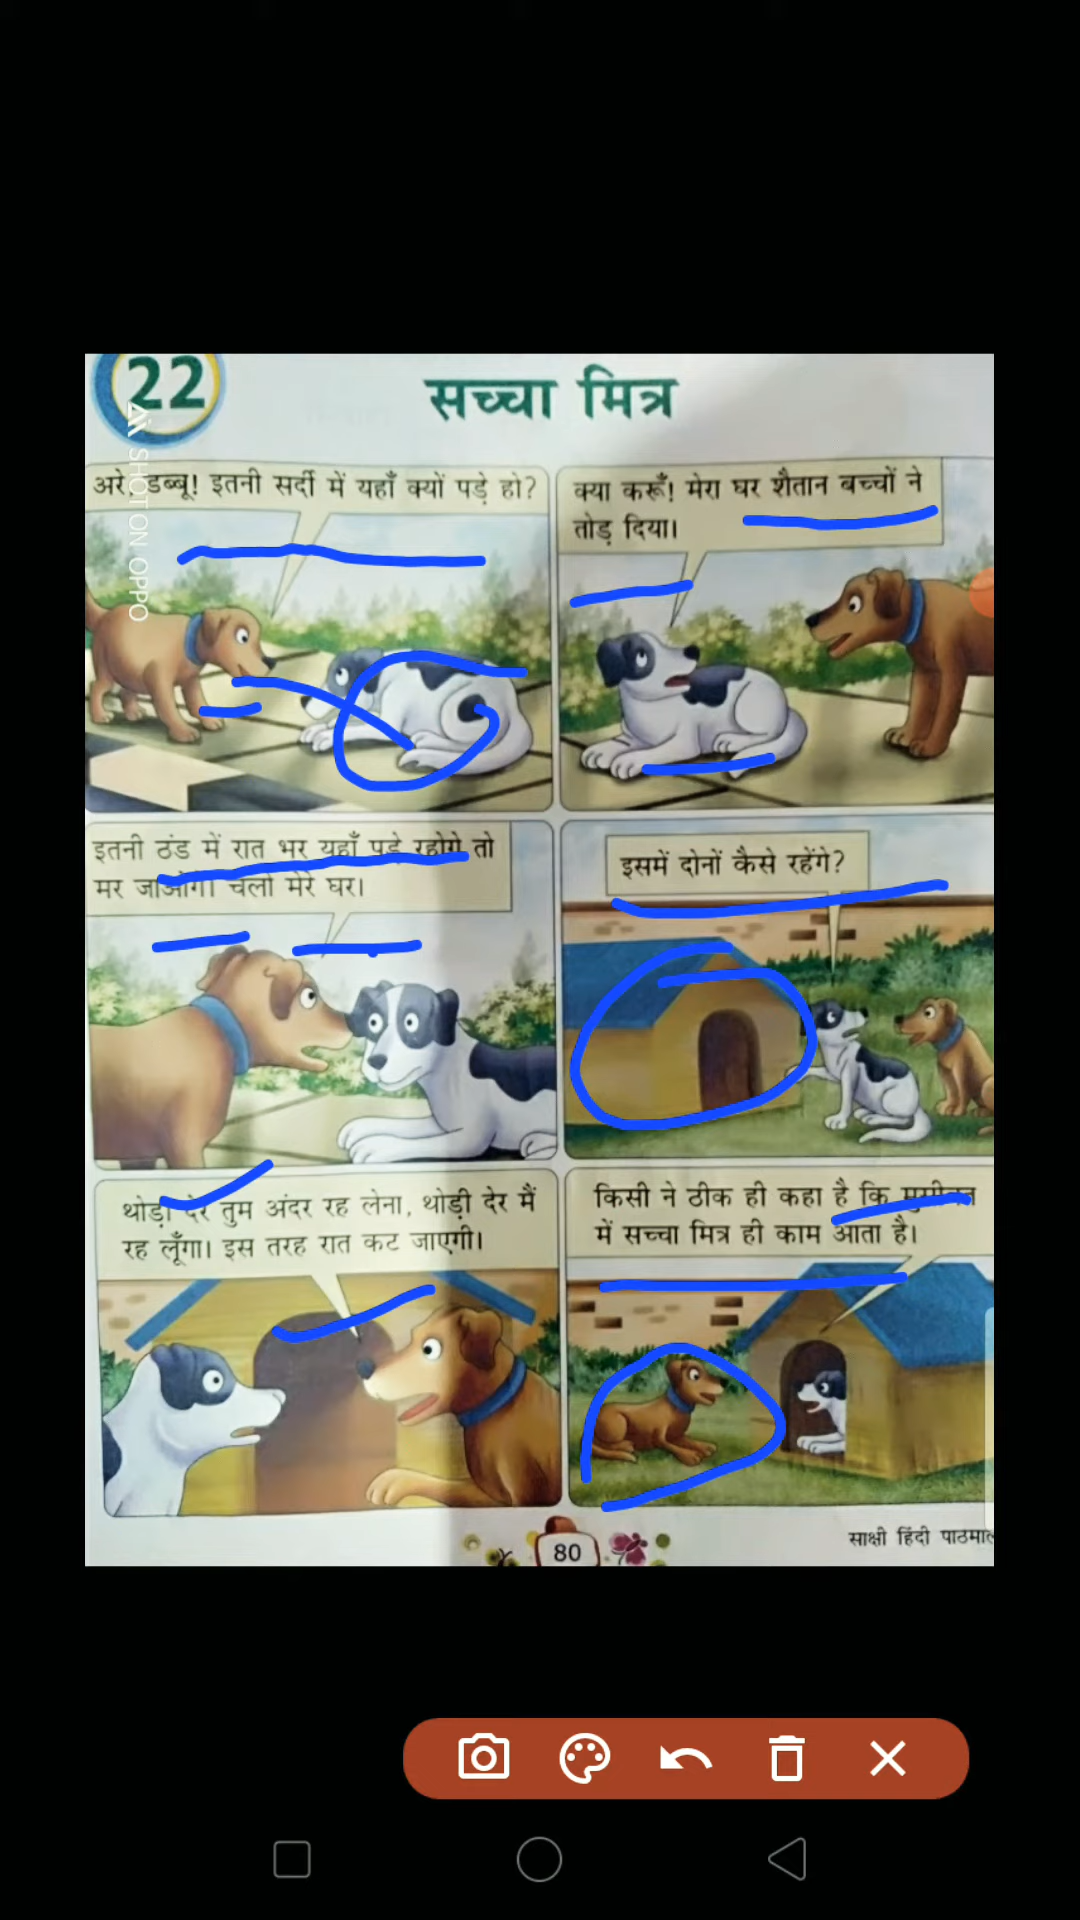 22
सच्चा मित्र
SHOT ON OPPO
अरे, डब्बू! इतनी सर्दी में यहाँ क्यों पड़े हो?
क्या करूँ! मेरा घर शैतान बच्चों ने
तोड़ दिया।
इतनी ठंड में रात भर यहाँ पड़े रहोगे तो
मर जाओगे। चलो मेरे घर।
इसमें दोनों कैसे रहेंगे?
थोड़ी देर तुम अंदर रह लेना, थोड़ी देर मैं
रह लूँगा। इस तरह रात कट जाएगी।
किसी ने ठीक ही कहा है कि मुसीबत
में सच्चा मित्र ही काम आता है।
80
साक्षी हिंदी